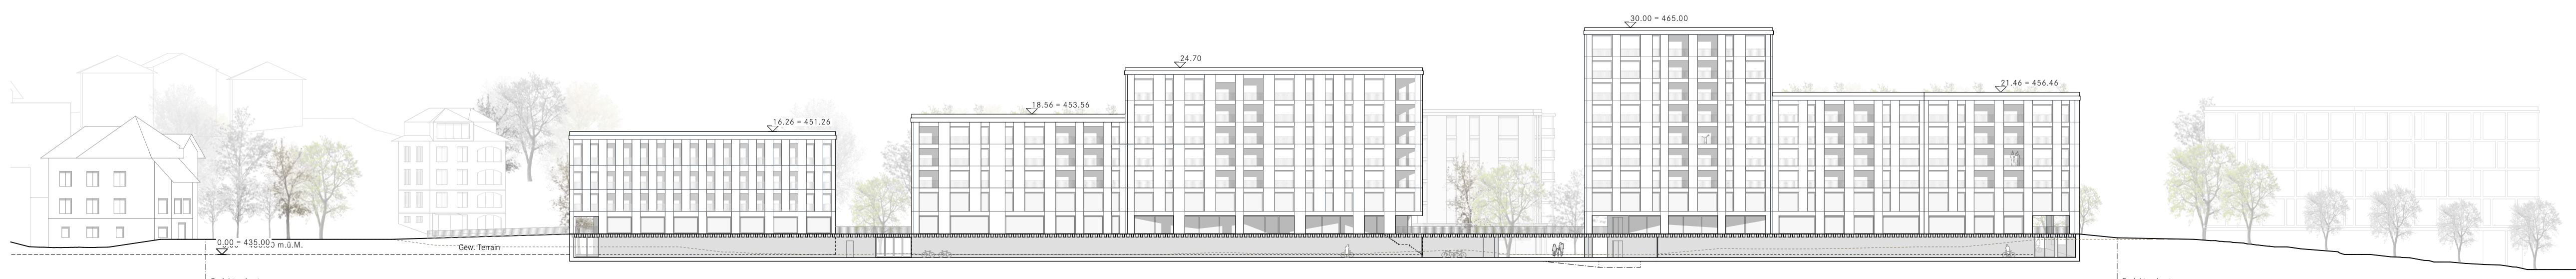 30.00 = 465.00
24.70
21.46 = 456.46
18.56 = 453.56
16.26 = 451.26
0.00 = 435.00
m.ü.M.
Gew. Terrain